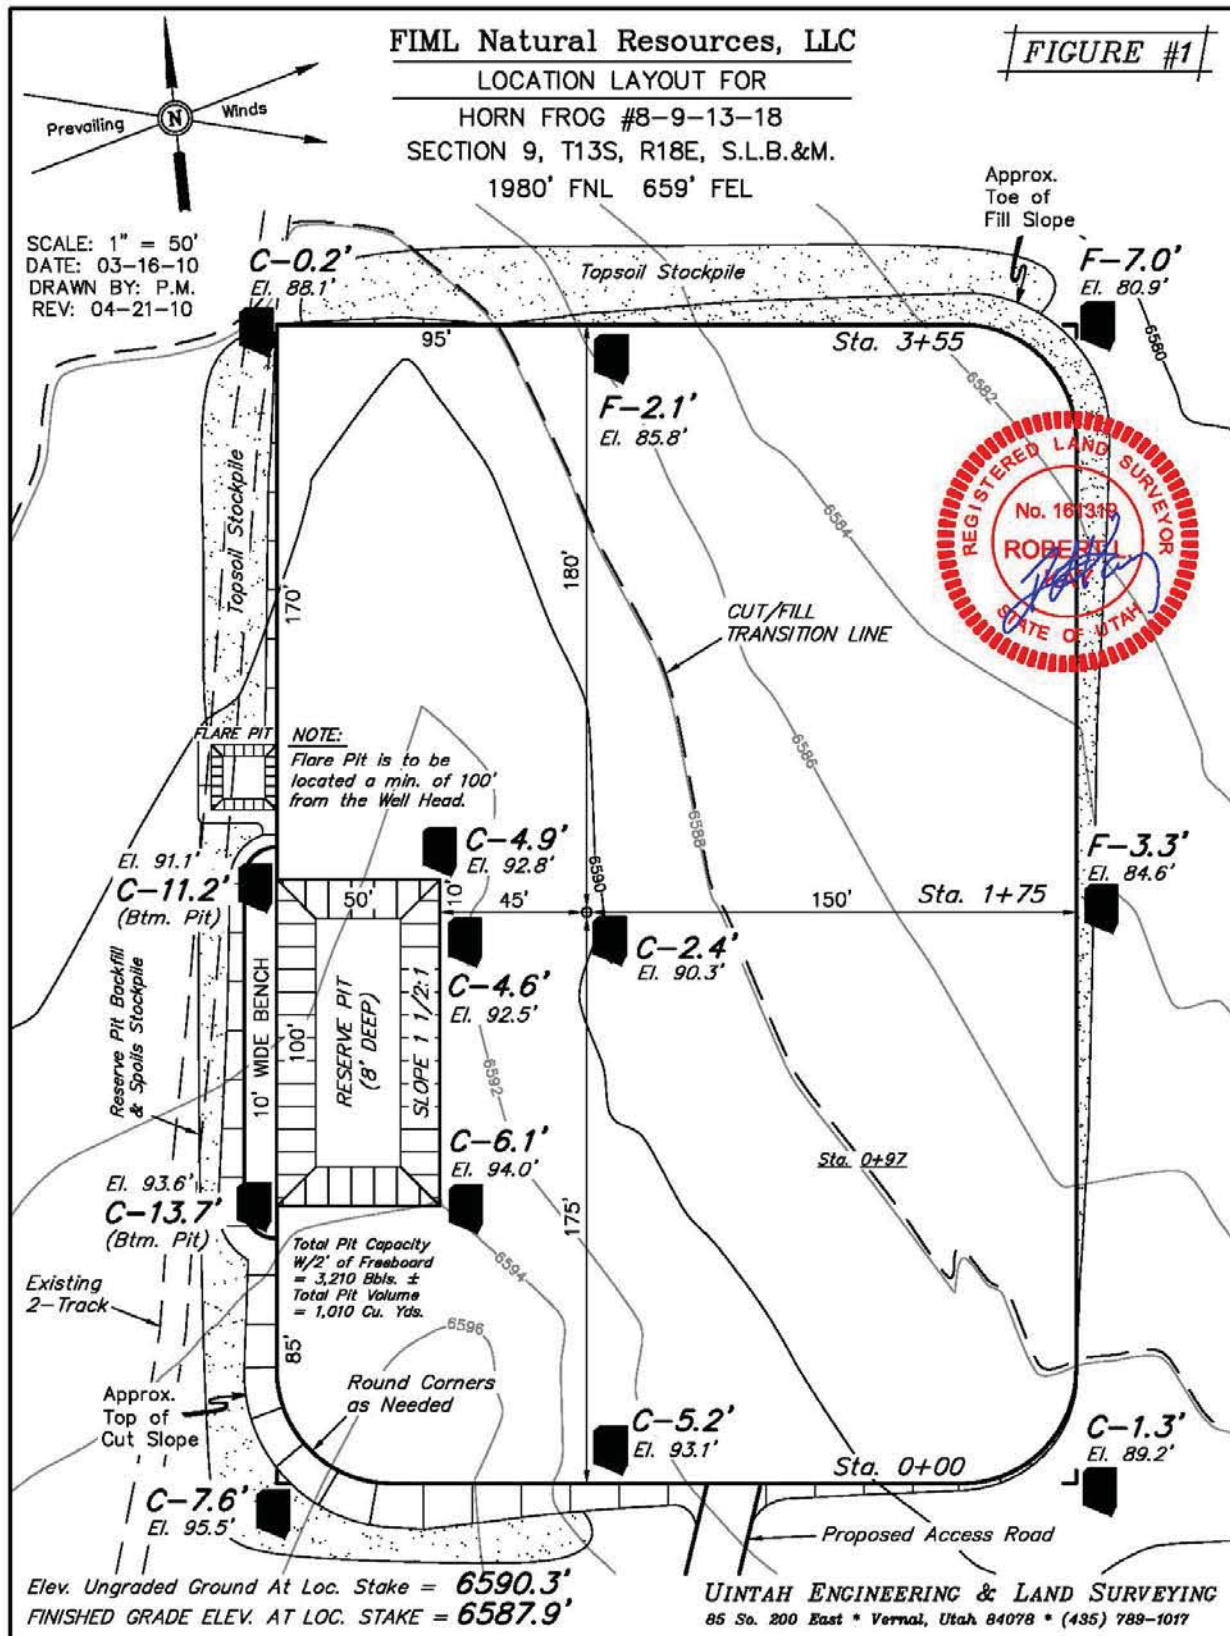 FIML Natural Resources, LLC
LOCATION LAYOUT FOR
HORN FROG #8-9-13-18
SECTION 9, T13S, R18E, S.L.B.&M.
1980' FNL 659' FEL
FIGURE #1
Prevailing
N
Winds
SCALE: 1" = 50'
DATE: 03-16-10
DRAWN BY: P.M.
REV: 04-21-10
Approx.
Toe of
Fill Slope
C-0.2'
El. 88.1'
Topsoil Stockpile
F-7.0'
El. 80.9'
6580
95'
Sta. 3+55
F-2.1'
El. 85.8'
6582
REGISTERED LAND SURVEYOR
No. 161319
ROBERT L.
STATE OF UTAH
Topsoil Stockpile
6584
180'
170'
CUT/FILL
TRANSITION LINE
6586
FLARE PIT
NOTE:
Flare Pit is to be
located a min. of 100'
from the Well Head.
6588
C-4.9'
El. 92.8'
F-3.3'
El. 84.6'
El. 91.1'
C-11.2'
(Btm. Pit)
6590
50'
10'
45'
150'
Sta. 1+75
C-2.4'
El. 90.3'
C-4.6'
El. 92.5'
Reserve Pit Backfill
& Spoils Stockpile
10' WIDE BENCH
100'
RESERVE PIT
(8' DEEP)
SLOPE 1 1/2:1
6592
C-6.1'
El. 94.0'
Sta. 0+97
El. 93.6'
C-13.7'
(Btm. Pit)
175'
Total Pit Capacity
W/2' of Freeboard
= 3,210 Bbls. ±
Total Pit Volume
= 1,010 Cu. Yds.
6594
Existing
2-Track
6596
85'
Round Corners
as Needed
Approx.
Top of
Cut Slope
C-5.2'
El. 93.1'
C-1.3'
El. 89.2'
Sta. 0+00
C-7.6'
El. 95.5'
Proposed Access Road
Elev. Ungraded Ground At Loc. Stake = 6590.3'
FINISHED GRADE ELEV. AT LOC. STAKE = 6587.9'
UINTAH ENGINEERING & LAND SURVEYING
85 So. 200 East * Vernal, Utah 84078 * (435) 789-1017